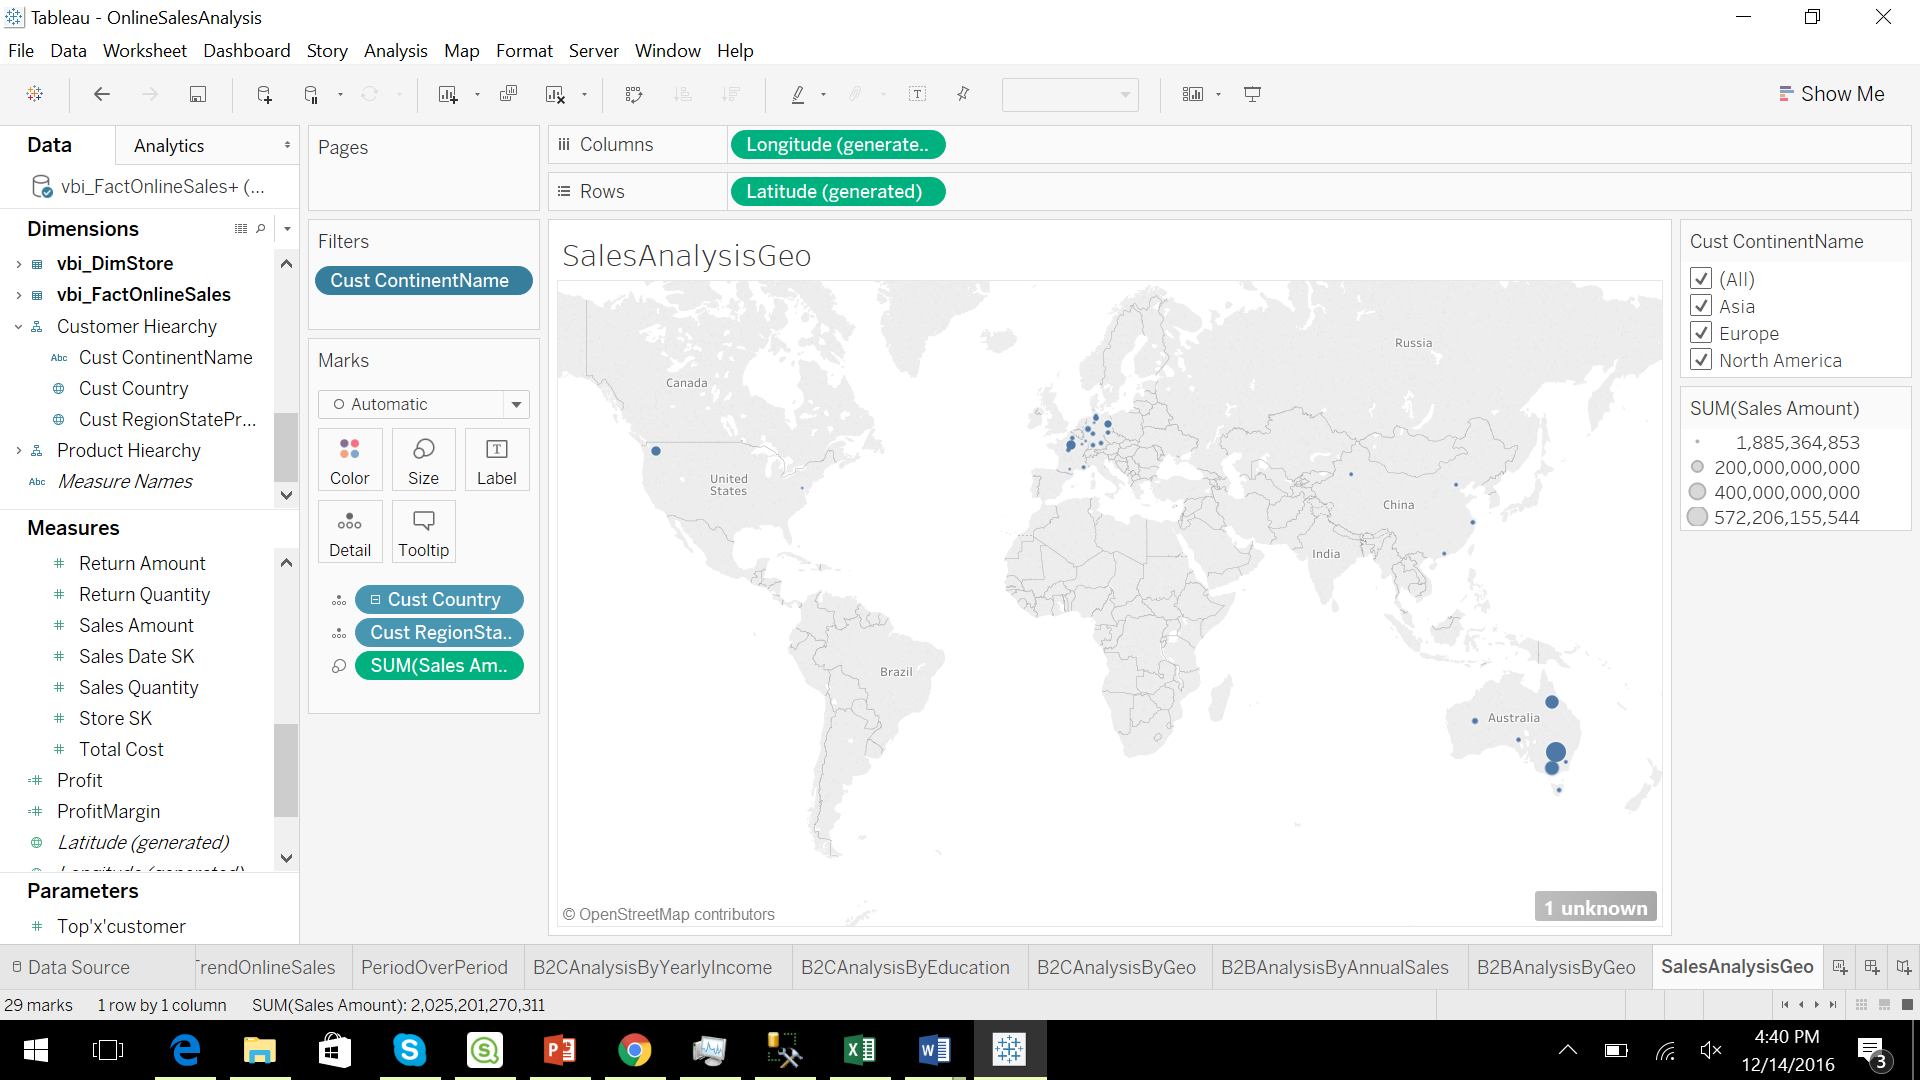 Tableau - OnlineSalesAnalysis
File Data Worksheet Dashboard Story Analysis Map Format Server Window Help
Show Me
Data Analytics
vbi_FactOnlineSales+ (...
Dimensions
vbi_DimStore
vbi_FactOnlineSales
Customer Hiearchy
Abc Cust ContinentName
Cust Country
Cust RegionStatePr...
Product Hiearchy
Abc Measure Names
Measures
Return Amount
Return Quantity
Sales Amount
Sales Date SK
Sales Quantity
Store SK
Total Cost
Profit
ProfitMargin
Latitude (generated)
Longitude (generated)
Parameters
Top'x'customer
Pages
Filters
Cust ContinentName
Marks
Automatic
Color Size Label
Detail Tooltip
Cust Country
Cust RegionSta..
SUM(Sales Am..
Columns Longitude (generate..
Rows Latitude (generated)
SalesAnalysisGeo
Russia
Canada
United
States
China
India
Brazil
Australia
© OpenStreetMap contributors
1 unknown
Cust ContinentName
(All)
Asia
Europe
North America
SUM(Sales Amount)
1,885,364,853
200,000,000,000
400,000,000,000
572,206,155,544
Data Source TrendOnlineSales PeriodOverPeriod B2CAnalysisByYearlyIncome B2CAnalysisByEducation B2CAnalysisByGeo B2BAnalysisByAnnualSales B2BAnalysisByGeo SalesAnalysisGeo
29 marks 1 row by 1 column SUM(Sales Amount): 2,025,201,270,311
4:40 PM
12/14/2016
3